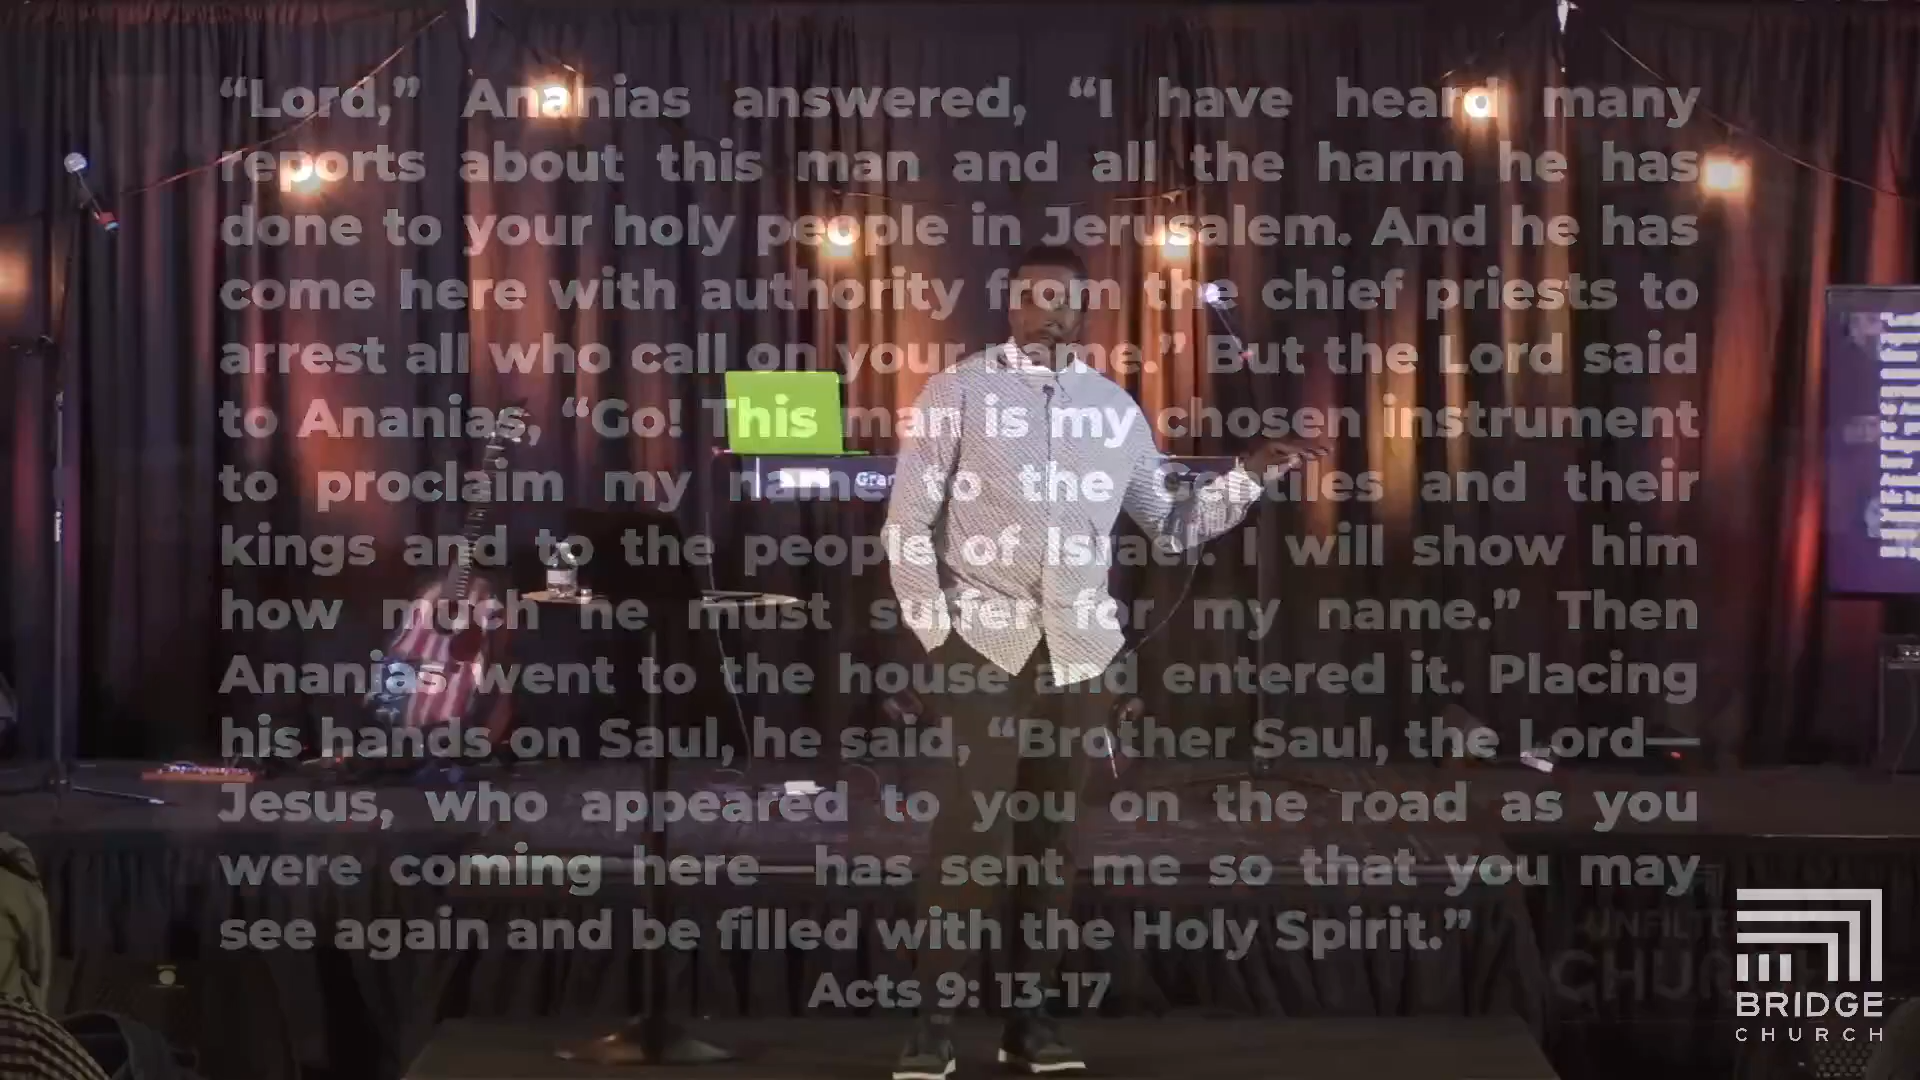 “Lord,” Ananias answered, “I have heard many
reports about this man and all the harm he has
done to your holy people in Jerusalem. And he has
come here with authority from the chief priests to
arrest all who call on your name.” But the Lord said
to Ananias, “Go! This man is my chosen instrument
to proclaim my name to the Gentiles and their
kings and to the people of Israel. I will show him
how much he must suffer for my name.” Then
Ananias went to the house and entered it. Placing
his hands on Saul, he said, “Brother Saul, the Lord—
Jesus, who appeared to you on the road as you
were coming here—has sent me so that you may
see again and be filled with the Holy Spirit.”
Acts 9: 13-17
BRIDGE
CHURCH